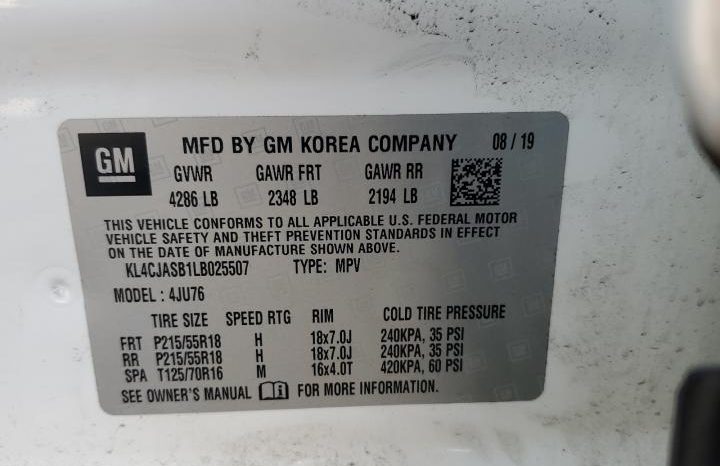 GM
MFD BY GM KOREA COMPANY 08 / 19
GVWR GAWR FRT GAWR RR
4286 LB 2348 LB 2194 LB
THIS VEHICLE CONFORMS TO ALL APPLICABLE U.S. FEDERAL MOTOR
VEHICLE SAFETY AND THEFT PREVENTION STANDARDS IN EFFECT
ON THE DATE OF MANUFACTURE SHOWN ABOVE.
KL4CJASB1LB025507 TYPE: MPV
MODEL : 4JU76
TIRE SIZE SPEED RTG RIM COLD TIRE PRESSURE
FRT P215/55R18 H 18x7.0J 240KPA, 35 PSI
RR P215/55R18 H 18x7.0J 240KPA, 35 PSI
SPA T125/70R16 M 16x4.0T 420KPA, 60 PSI
SEE OWNER'S MANUAL FOR MORE INFORMATION.